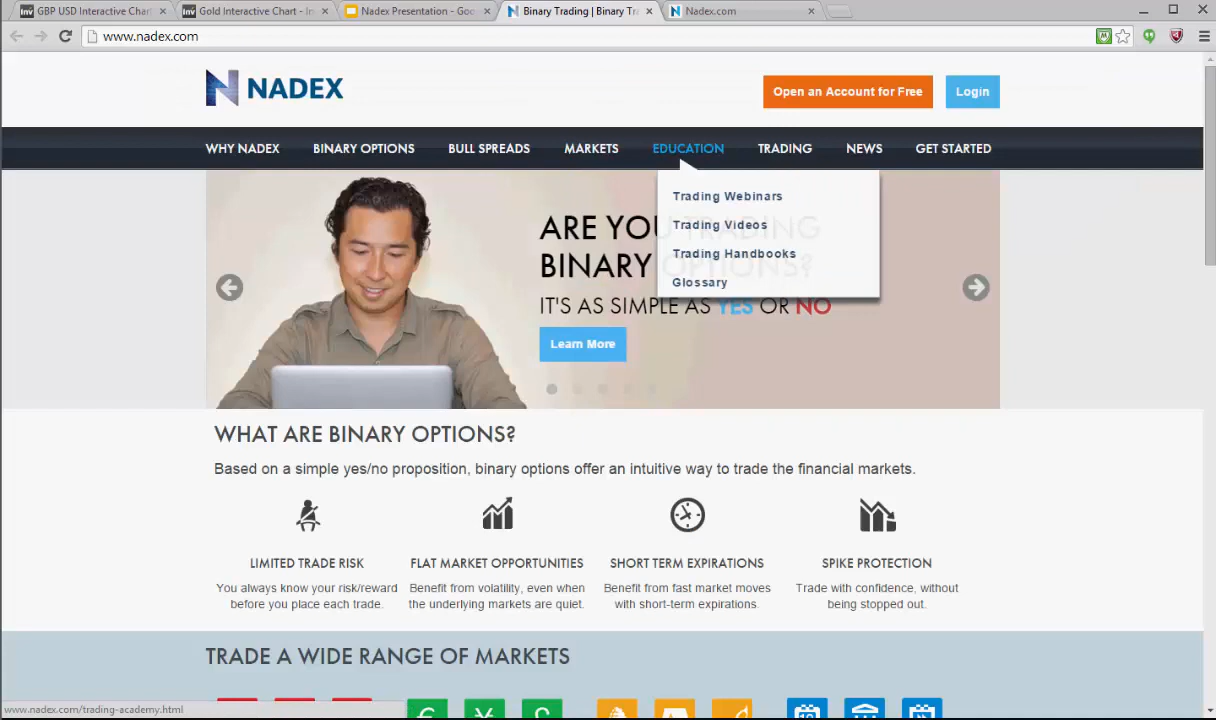 GBP USD Interactive Chart
Gold Interactive Chart - In
Nadex Presentation - Goo
Binary Trading | Binary Tr
Nadex.com
www.nadex.com
NADEX
Open an Account for Free
Login
WHY NADEX
BINARY OPTIONS
BULL SPREADS
MARKETS
EDUCATION
TRADING
NEWS
GET STARTED
Trading Webinars
Trading Videos
Trading Handbooks
Glossary
ARE YOU TRADING
BINARY OPTIONS?
IT'S AS SIMPLE AS YES OR NO
Learn More
WHAT ARE BINARY OPTIONS?
Based on a simple yes/no proposition, binary options offer an intuitive way to trade the financial markets.
LIMITED TRADE RISK
You always know your risk/reward
before you place each trade.
FLAT MARKET OPPORTUNITIES
Benefit from volatility, even when
the underlying markets are quiet.
SHORT TERM EXPIRATIONS
Benefit from fast market moves
with short-term expirations.
SPIKE PROTECTION
Trade with confidence, without
being stopped out.
TRADE A WIDE RANGE OF MARKETS
www.nadex.com/trading-academy.html